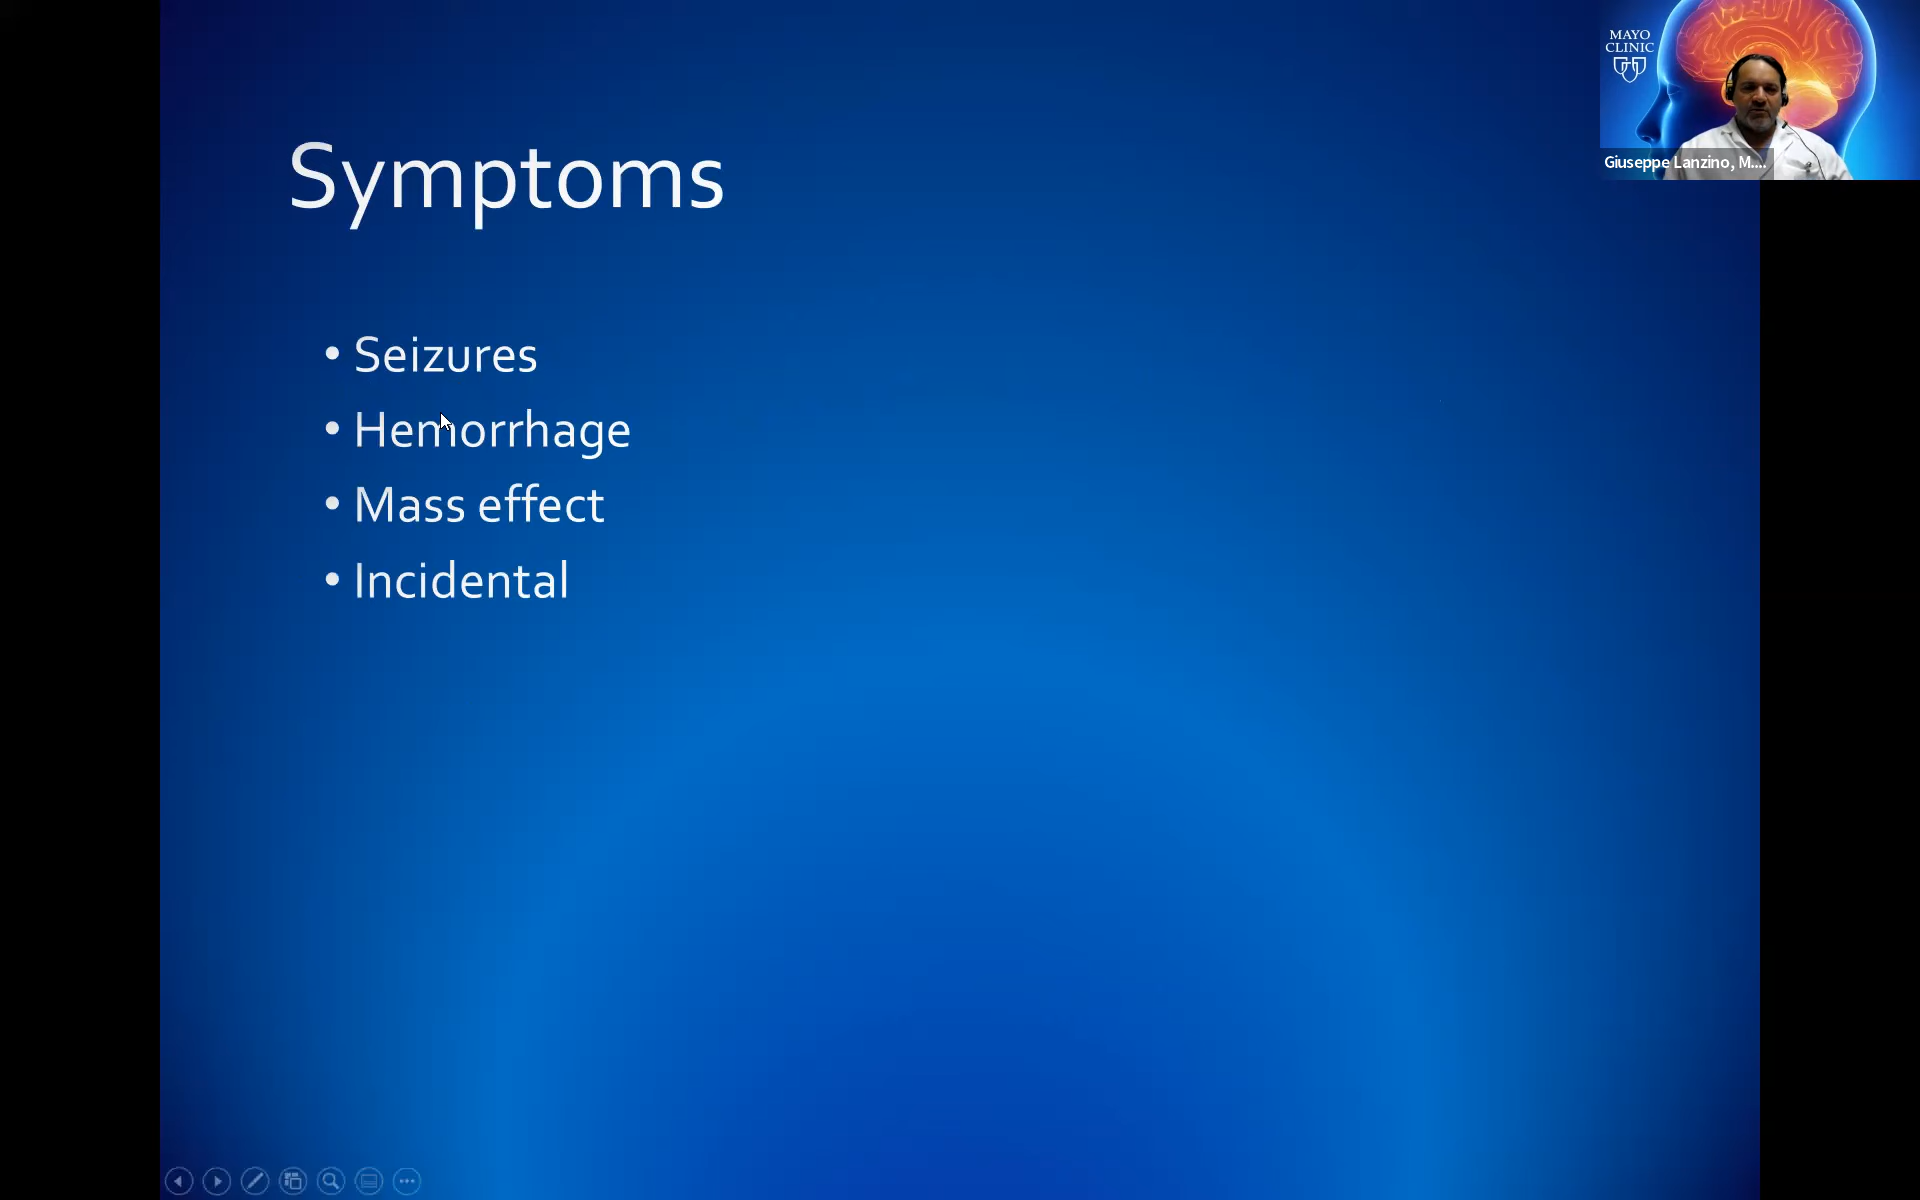 MAYO
CLINIC
Giuseppe Lanzino, M....
Symptoms
• Seizures
• Hemorrhage
• Mass effect
• Incidental